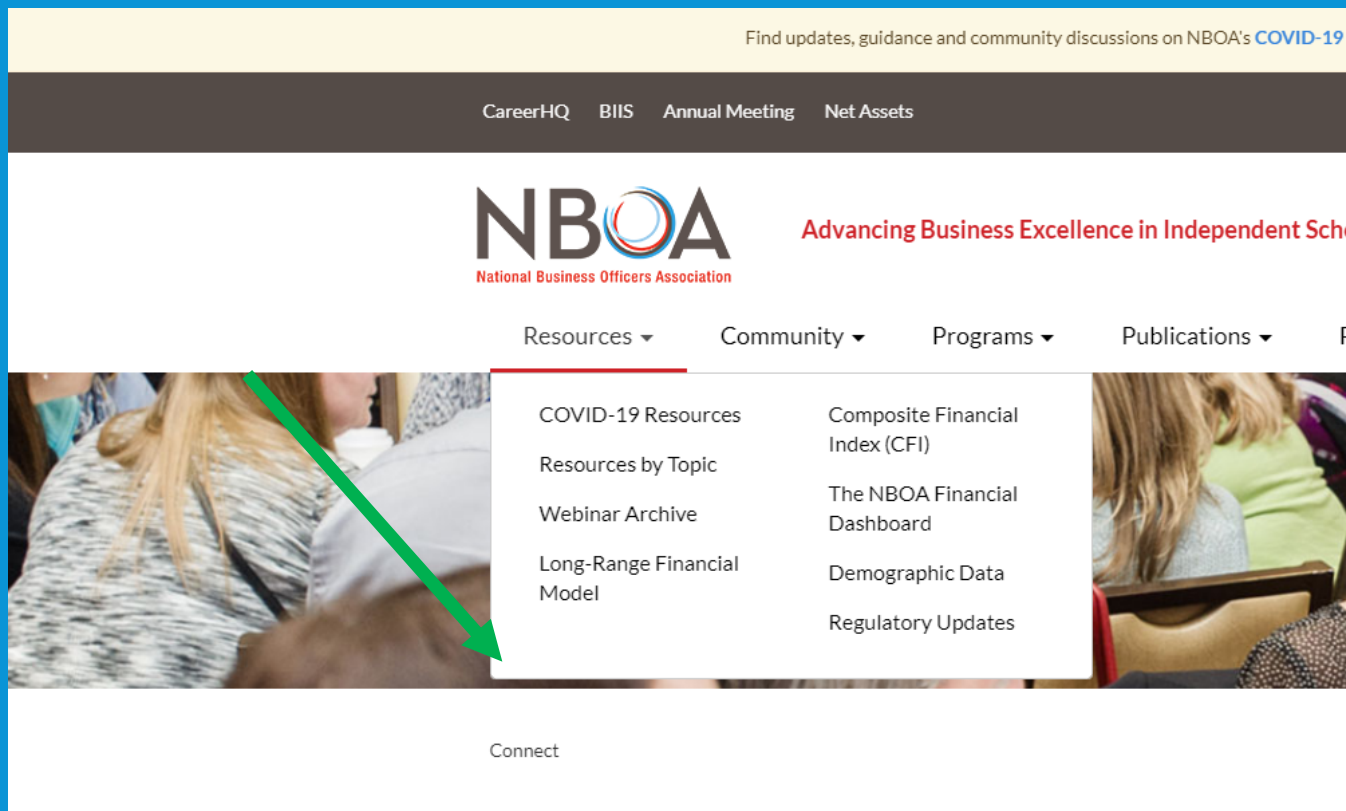 Find updates, guidance and community discussions on NBOA's COVID-19
CareerHQ BIIS Annual Meeting Net Assets
NBOA
National Business Officers Association
Advancing Business Excellence in Independent
Resources Community Programs Publications
COVID-19 Resources
Resources by Topic
Webinar Archive
Long-Range Financial
Model
Composite Financial
Index (CFI)
The NBOA Financial
Dashboard
Demographic Data
Regulatory Updates
Connect